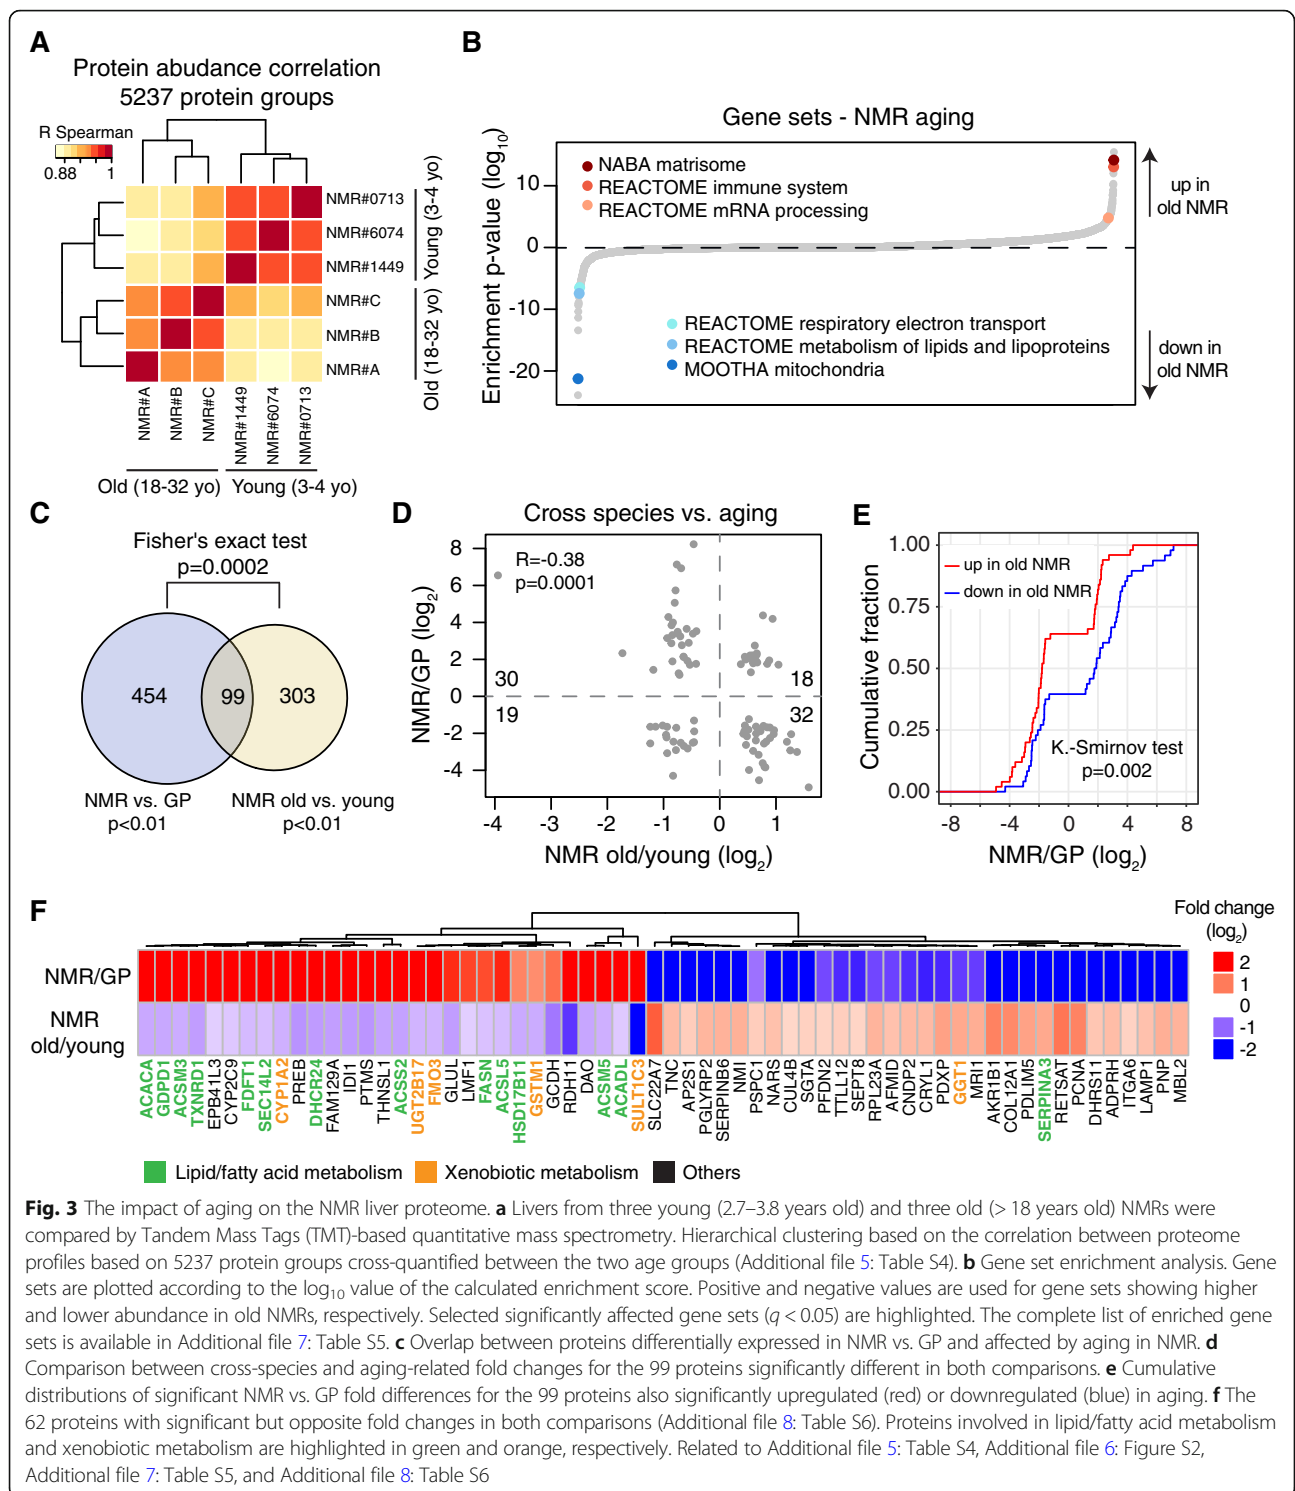 A
Protein abudance correlation
5237 protein groups
R Spearman
0.88 1
NMR#0713
NMR#6074
NMR#1449
NMR#C
NMR#B
NMR#A
Young (3-4 yo)
Old (18-32 yo)
NMR#A
NMR#B
NMR#C
NMR#1449
NMR#6074
NMR#0713
Old (18-32 yo) Young (3-4 yo)
B
Gene sets - NMR aging
Enrichment p-value (log10)
10
0
-10
-20
NABA matrisome
REACTOME immune system
REACTOME mRNA processing
REACTOME respiratory electron transport
REACTOME metabolism of lipids and lipoproteins
MOOTHA mitochondria
up in
old NMR
down in
old NMR
C
Fisher's exact test
p=0.0002
454 99 303
NMR vs. GP
p<0.01
NMR old vs. young
p<0.01
D
Cross species vs. aging
R=-0.38
p=0.0001
NMR/GP (log2)
8
6
4
2
0
-2
-4
30 18
19 32
-4 -3 -2 -1 0 1
NMR old/young (log2)
E
Cumulative fraction
1.00
0.75
0.50
0.25
0.00
up in old NMR
down in old NMR
K.-Smirnov test
p=0.002
-8 -4 0 4 8
NMR/GP (log2)
F
Fold change
(log2)
2
1
0
-1
-2
NMR/GP
NMR
old/young
ACACA
GDPD1
ACSM3
TXNRD1
EPB41L3
CYP2C9
FDFT1
SEC14L2
CYP1A2
PREB
DHCR24
FAM129A
IDI1
PTMS
THNSL1
ACSS2
UGT2B17
FMO3
GLUL
LMF1
FASN
ACSL5
HSD17B11
GSTM1
GCDH
RDH11
DAO
ACSM5
ACADL
SULT1C3
SLC22A7
TNC
AP2S1
PGLYRP2
SERPINB6
NMI
PSPC1
NARS
CUL4B
SGTA
PFDN2
TTLL12
SEPT8
RPL23A
AFMID
CNDP2
CRYL1
PDXP
GGT1
MRI1
AKR1B1
COL12A1
PDLIM5
SERPINA3
RETSAT
PCNA
DHRS11
ADPRH
ITGA6
LAMP1
PNP
MBL2
Lipid/fatty acid metabolism Xenobiotic metabolism Others
Fig. 3 The impact of aging on the NMR liver proteome. a Livers from three young (2.7–3.8 years old) and three old (> 18 years old) NMRs were
compared by Tandem Mass Tags (TMT)-based quantitative mass spectrometry. Hierarchical clustering based on the correlation between proteome
profiles based on 5237 protein groups cross-quantified between the two age groups (Additional file 5: Table S4). b Gene set enrichment analysis. Gene
sets are plotted according to the log10 value of the calculated enrichment score. Positive and negative values are used for gene sets showing higher
and lower abundance in old NMRs, respectively. Selected significantly affected gene sets (q < 0.05) are highlighted. The complete list of enriched gene
sets is available in Additional file 7: Table S5. c Overlap between proteins differentially expressed in NMR vs. GP and affected by aging in NMR. d
Comparison between cross-species and aging-related fold changes for the 99 proteins significantly different in both comparisons. e Cumulative
distributions of significant NMR vs. GP fold differences for the 99 proteins also significantly upregulated (red) or downregulated (blue) in aging. f The
62 proteins with significant but opposite fold changes in both comparisons (Additional file 8: Table S6). Proteins involved in lipid/fatty acid metabolism
and xenobiotic metabolism are highlighted in green and orange, respectively. Related to Additional file 5: Table S4, Additional file 6: Figure S2,
Additional file 7: Table S5, and Additional file 8: Table S6